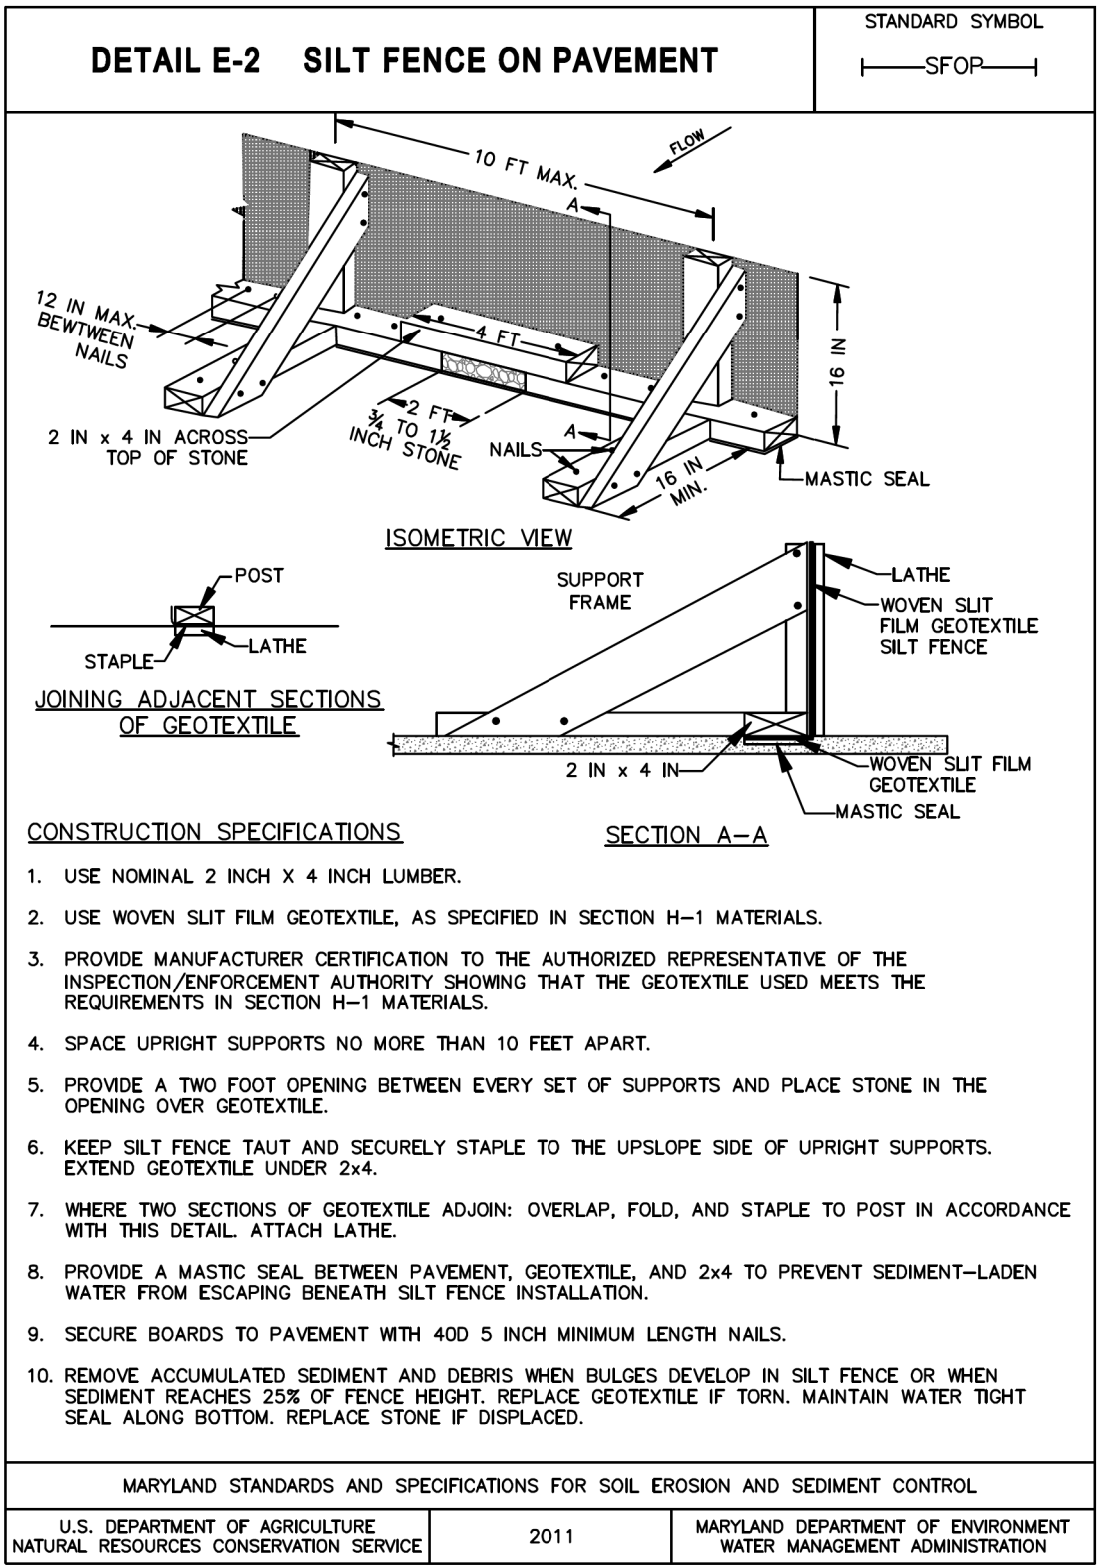 DETAIL E-2 SILT FENCE ON PAVEMENT
STANDARD SYMBOL
SFOP
FLOW
10 FT MAX.
A
12 IN MAX.
BEWTWEEN
NAILS
4 FT
16 IN
2 FT
¾ TO 1½
INCH STONE
2 IN x 4 IN ACROSS
TOP OF STONE
A
NAILS
16 IN
MIN.
MASTIC SEAL
ISOMETRIC VIEW
POST
LATHE
STAPLE
JOINING ADJACENT SECTIONS
OF GEOTEXTILE
SUPPORT
FRAME
LATHE
WOVEN SLIT
FILM GEOTEXTILE
SILT FENCE
2 IN x 4 IN
WOVEN SLIT FILM
GEOTEXTILE
MASTIC SEAL
SECTION A-A
CONSTRUCTION SPECIFICATIONS
1. USE NOMINAL 2 INCH X 4 INCH LUMBER.
2. USE WOVEN SLIT FILM GEOTEXTILE, AS SPECIFIED IN SECTION H-1 MATERIALS.
3. PROVIDE MANUFACTURER CERTIFICATION TO THE AUTHORIZED REPRESENTATIVE OF THE
INSPECTION/ENFORCEMENT AUTHORITY SHOWING THAT THE GEOTEXTILE USED MEETS THE
REQUIREMENTS IN SECTION H-1 MATERIALS.
4. SPACE UPRIGHT SUPPORTS NO MORE THAN 10 FEET APART.
5. PROVIDE A TWO FOOT OPENING BETWEEN EVERY SET OF SUPPORTS AND PLACE STONE IN THE
OPENING OVER GEOTEXTILE.
6. KEEP SILT FENCE TAUT AND SECURELY STAPLE TO THE UPSLOPE SIDE OF UPRIGHT SUPPORTS.
EXTEND GEOTEXTILE UNDER 2x4.
7. WHERE TWO SECTIONS OF GEOTEXTILE ADJOIN: OVERLAP, FOLD, AND STAPLE TO POST IN ACCORDANCE
WITH THIS DETAIL. ATTACH LATHE.
8. PROVIDE A MASTIC SEAL BETWEEN PAVEMENT, GEOTEXTILE, AND 2x4 TO PREVENT SEDIMENT-LADEN
WATER FROM ESCAPING BENEATH SILT FENCE INSTALLATION.
9. SECURE BOARDS TO PAVEMENT WITH 40D 5 INCH MINIMUM LENGTH NAILS.
10. REMOVE ACCUMULATED SEDIMENT AND DEBRIS WHEN BULGES DEVELOP IN SILT FENCE OR WHEN
SEDIMENT REACHES 25% OF FENCE HEIGHT. REPLACE GEOTEXTILE IF TORN. MAINTAIN WATER TIGHT
SEAL ALONG BOTTOM. REPLACE STONE IF DISPLACED.
MARYLAND STANDARDS AND SPECIFICATIONS FOR SOIL EROSION AND SEDIMENT CONTROL
U.S. DEPARTMENT OF AGRICULTURE
NATURAL RESOURCES CONSERVATION SERVICE
2011
MARYLAND DEPARTMENT OF ENVIRONMENT
WATER MANAGEMENT ADMINISTRATION